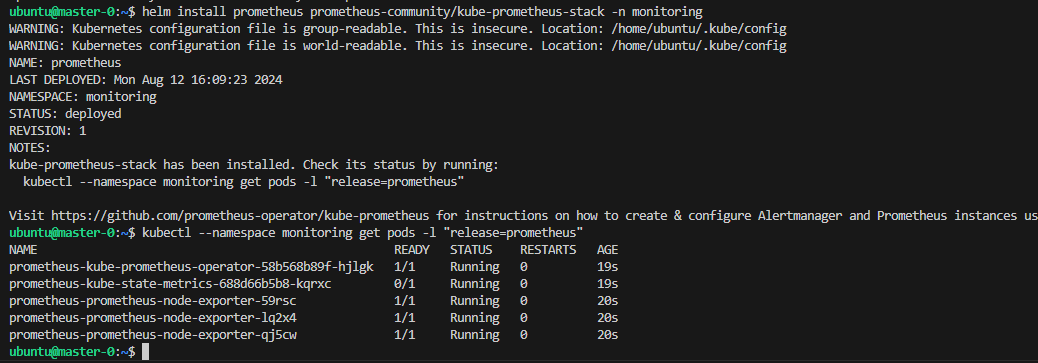 ubuntu@master-0:~$ helm install prometheus prometheus-community/kube-prometheus-stack -n monitoring
WARNING: Kubernetes configuration file is group-readable. This is insecure. Location: /home/ubuntu/.kube/config
WARNING: Kubernetes configuration file is world-readable. This is insecure. Location: /home/ubuntu/.kube/config
NAME: prometheus
LAST DEPLOYED: Mon Aug 12 16:09:23 2024
NAMESPACE: monitoring
STATUS: deployed
REVISION: 1
NOTES:
kube-prometheus-stack has been installed. Check its status by running:
  kubectl --namespace monitoring get pods -l "release=prometheus"

Visit https://github.com/prometheus-operator/kube-prometheus for instructions on how to create & configure Alertmanager and Prometheus instances us
ubuntu@master-0:~$ kubectl --namespace monitoring get pods -l "release=prometheus"
NAME READY STATUS RESTARTS AGE
prometheus-kube-prometheus-operator-58b568b89f-hjlgk 1/1 Running 0 19s
prometheus-kube-state-metrics-688d66b5b8-kqrxc 0/1 Running 0 19s
prometheus-prometheus-node-exporter-59rsc 1/1 Running 0 20s
prometheus-prometheus-node-exporter-lq2x4 1/1 Running 0 20s
prometheus-prometheus-node-exporter-qj5cw 1/1 Running 0 20s
ubuntu@master-0:~$